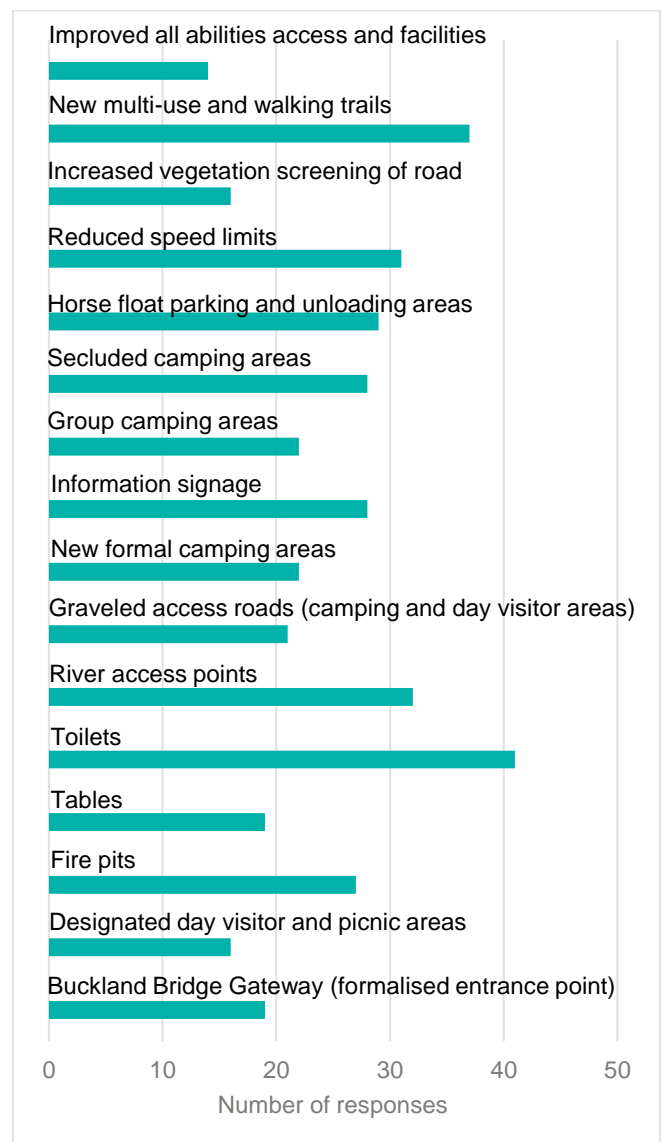 Improved all abilities access and facilities
New multi-use and walking trails
Increased vegetation screening of road
Reduced speed limits
Horse float parking and unloading areas
Secluded camping areas
Group camping areas
Information signage
New formal camping areas
Graveled access roads (camping and day visitor areas)
River access points
Toilets
Tables
Fire pits
Designated day visitor and picnic areas
Buckland Bridge Gateway (formalised entrance point)
0 10 20 30 40 50
Number of responses